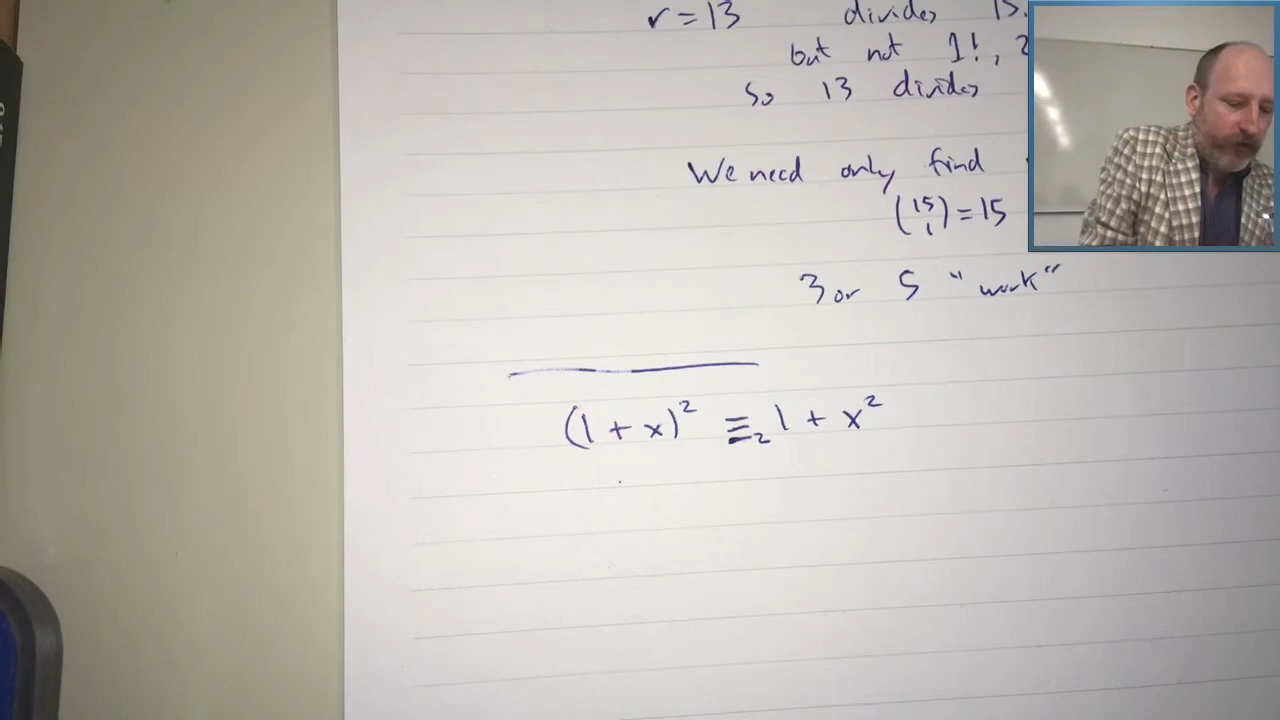 r = 13 divides 15.
but not 1!, 2
so 13 divides
We need only find
(15 1) = 15
3 or 5 "work"
(1 + x)² ≡₂ 1 + x²